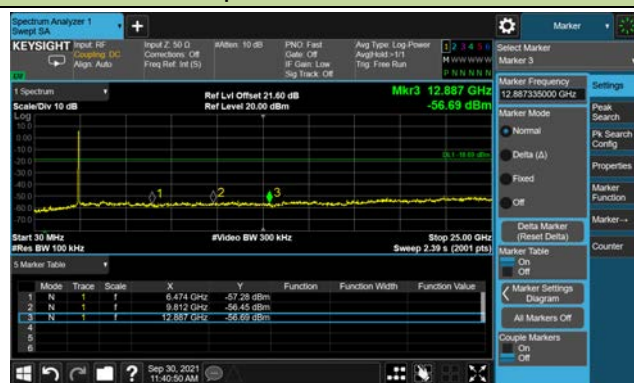 Spectrum Analyzer 1
Swept SA
Marker
KEYSIGHT Input: RF
Coupling: DC
Align: Auto
Input Z: 50 Ω
Corrections: Off
Freq Ref: Int (S)
#Atten: 10 dB
PNO: Fast
Gate: Off
IF Gain: Low
Sig Track: Off
Avg Type: Log-Power
Avg|Hold:>1/1
Trig: Free Run
1 2 3 4 5 6
M W W W W W
P N N N N N
Select Marker
Marker 3
1 Spectrum
Scale/Div 10 dB
Log
Ref Lvl Offset 21.60 dB
Ref Level 20.00 dBm
Mkr3 12.887 GHz
-56.69 dBm
10.0
0.00
-10.0
-20.0
-30.0
-40.0
-50.0
-60.0
-70.0
1
2
3
Start 30 MHz
#Res BW 100 kHz
#Video BW 300 kHz
Stop 25.00 GHz
Sweep 2.39 s (2001 pts)
5 Marker Table
Mode Trace Scale X Y Function Function Width Function Value
1 N 1 f 6.474 GHz -57.28 dBm
2 N 1 f 9.812 GHz -56.45 dBm
3 N 1 f 12.887 GHz -56.69 dBm
4
5
6
Marker Frequency
12.887335000 GHz
Marker Mode
Normal
Delta (Δ)
Fixed
Off
Delta Marker
(Reset Delta)
Marker Table
On
Off
Marker Settings
Diagram
All Markers Off
Couple Markers
On
Off
Settings
Peak
Search
Pk Search
Config
Properties
Marker
Function
Marker→
Counter
Sep 30, 2021
11:40:50 AM